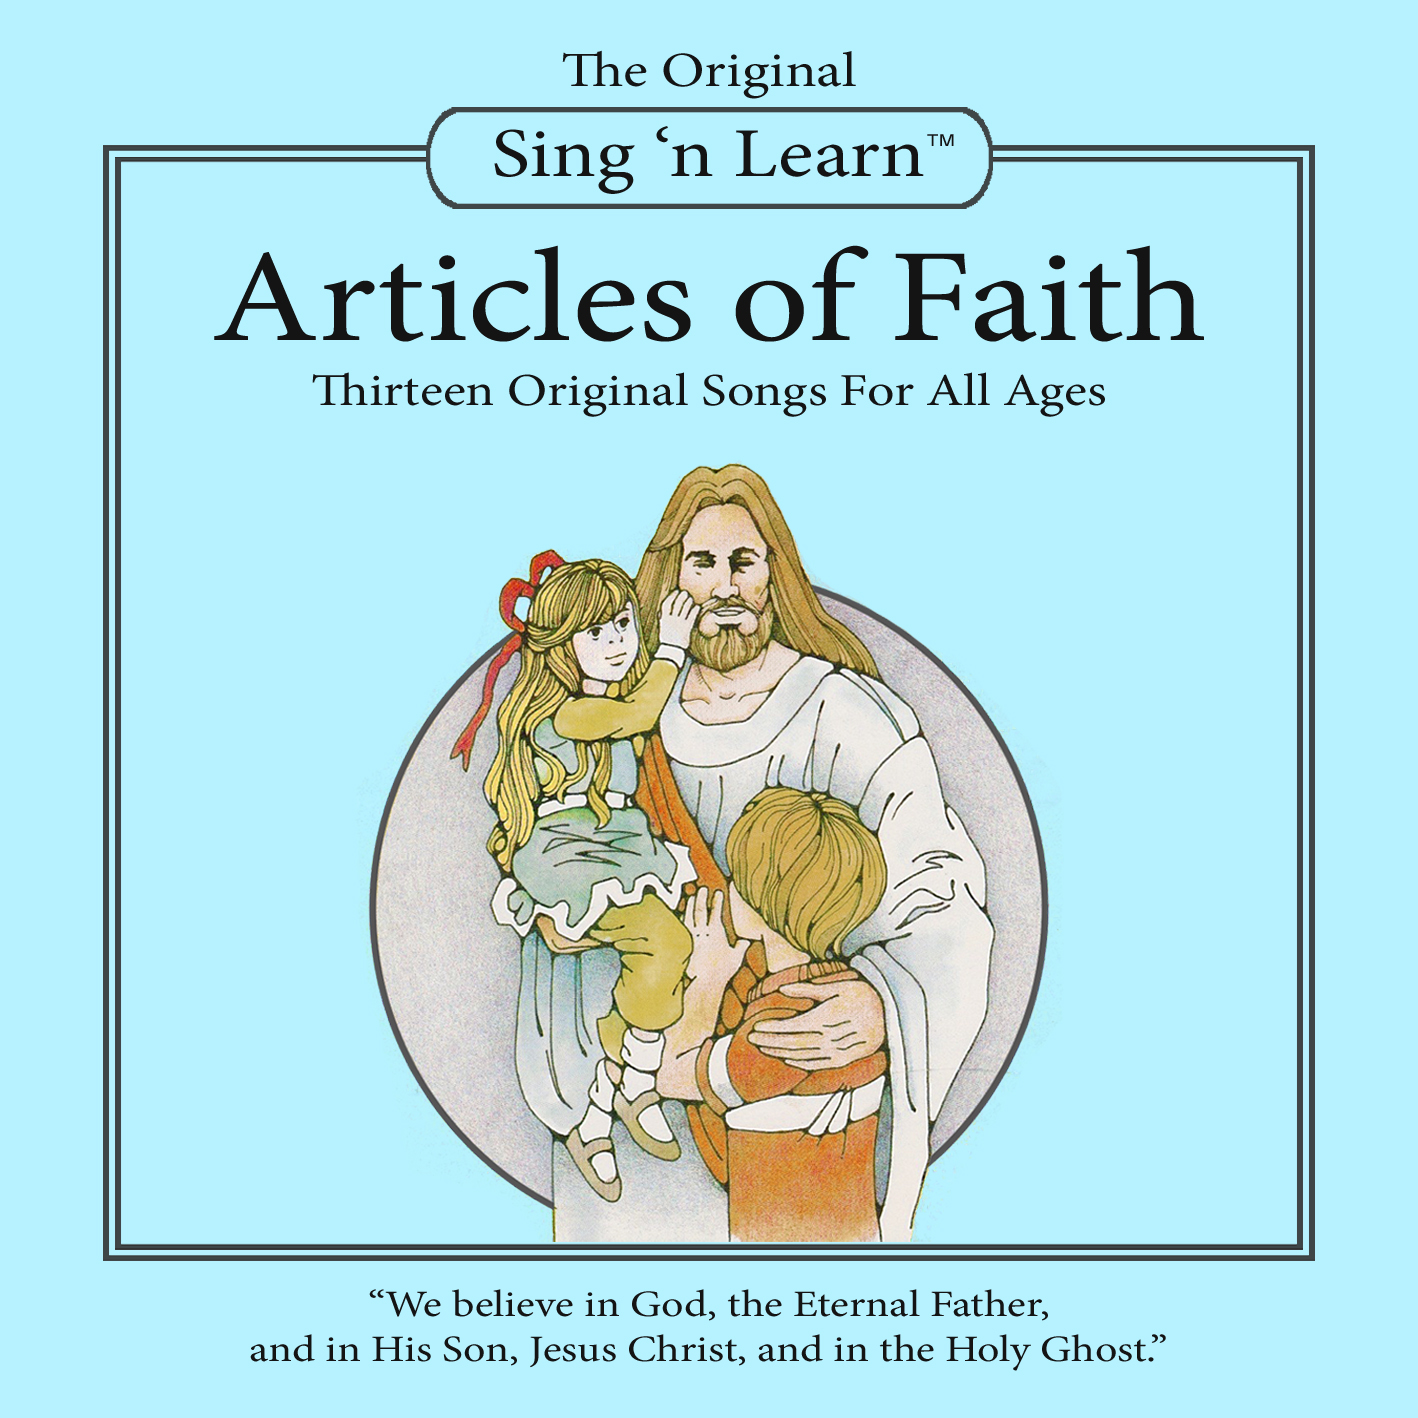 The Original
Sing ‘n Learn™
Articles of Faith
Thirteen Original Songs For All Ages
“We believe in God, the Eternal Father,
and in His Son, Jesus Christ, and in the Holy Ghost.”